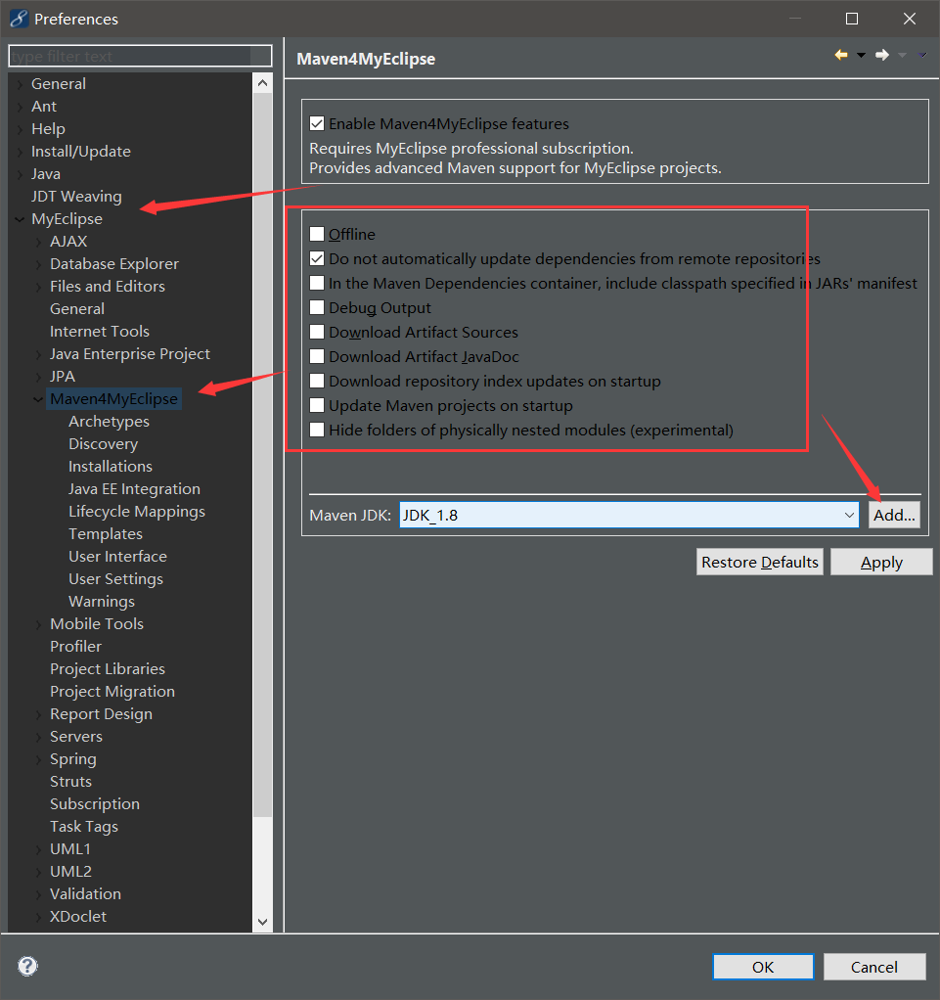 Preferences
type filter text
General
Ant
Help
Install/Update
Java
JDT Weaving
MyEclipse
AJAX
Database Explorer
Files and Editors
General
Internet Tools
Java Enterprise Project
JPA
Maven4MyEclipse
Archetypes
Discovery
Installations
Java EE Integration
Lifecycle Mappings
Templates
User Interface
User Settings
Warnings
Mobile Tools
Profiler
Project Libraries
Project Migration
Report Design
Servers
Spring
Struts
Subscription
Task Tags
UML1
UML2
Validation
XDoclet
Maven4MyEclipse
Enable Maven4MyEclipse features
Requires MyEclipse professional subscription.
Provides advanced Maven support for MyEclipse projects.
Offline
Do not automatically update dependencies from remote repositories
In the Maven Dependencies container, include classpath specified in JARs' manifest
Debug Output
Download Artifact Sources
Download Artifact JavaDoc
Download repository index updates on startup
Update Maven projects on startup
Hide folders of physically nested modules (experimental)
Maven JDK: JDK_1.8 Add...
Restore Defaults Apply
? OK Cancel